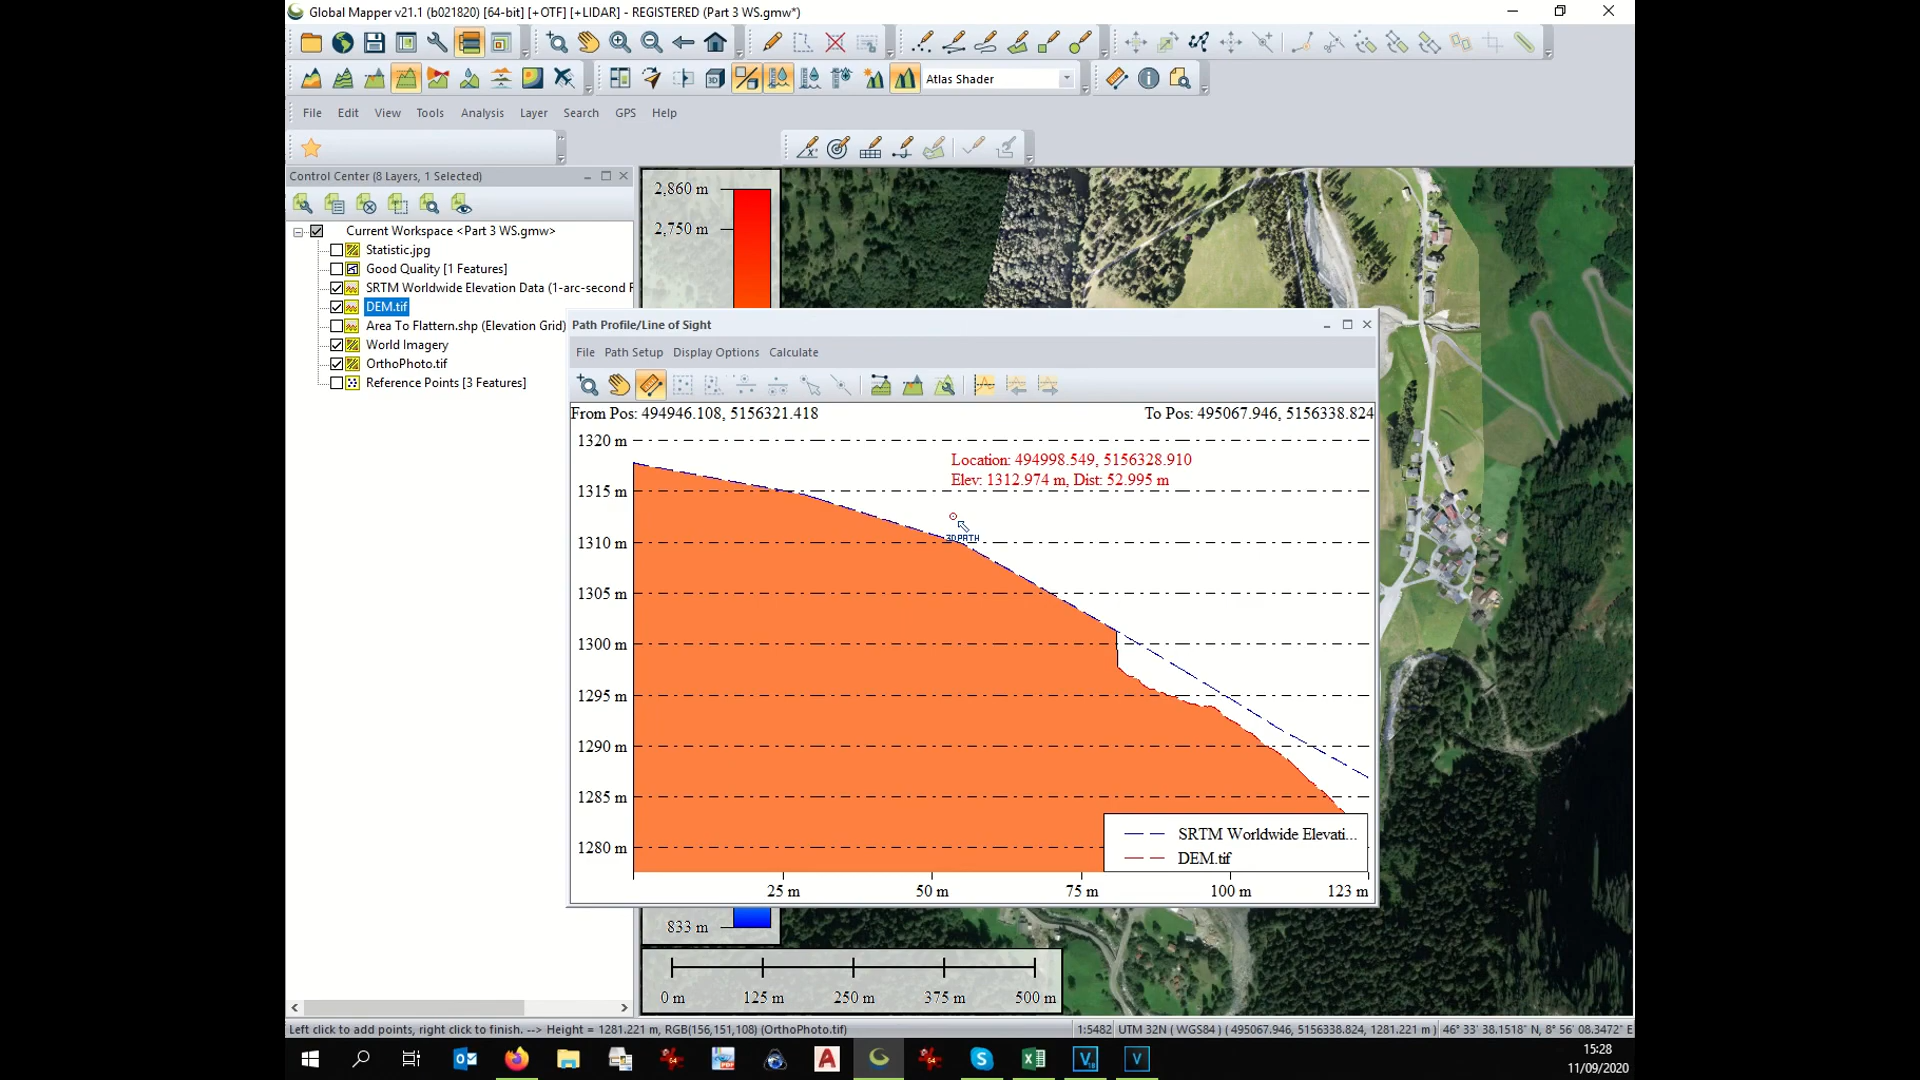 Global Mapper v21.1 (b021820) [64-bit] [+OTF] [+LIDAR] - REGISTERED (Part 3 WS.gmw*)
Atlas Shader
File Edit View Tools Analysis Layer Search GPS Help
Control Center (8 Layers, 1 Selected)
Current Workspace <Part 3 WS.gmw>
Statistic.jpg
Good Quality [1 Features]
SRTM Worldwide Elevation Data (1-arc-second F
DEM.tif
Area To Flattern.shp (Elevation Grid)
World Imagery
OrthoPhoto.tif
Reference Points [3 Features]
2,860 m
2,750 m
Path Profile/Line of Sight
File Path Setup Display Options Calculate
From Pos: 494946.108, 5156321.418
To Pos: 495067.946, 5156338.824
1320 m
Location: 494998.549, 5156328.910
Elev: 1312.974 m, Dist: 52.995 m
1315 m
3DPATH
1310 m
1305 m
1300 m
1295 m
1290 m
1285 m
1280 m
SRTM Worldwide Elevati...
DEM.tif
25 m 50 m 75 m 100 m 123 m
833 m
0 m 125 m 250 m 375 m 500 m
Left click to add points, right click to finish. --> Height = 1281.221 m, RGB(156,151,108) (OrthoPhoto.tif)
1:5482 UTM 32N ( WGS84 ) ( 495067.946, 5156338.824, 1281.221 m ) 46° 33' 38.1518" N, 8° 56' 08.3472" E
15:28
11/09/2020